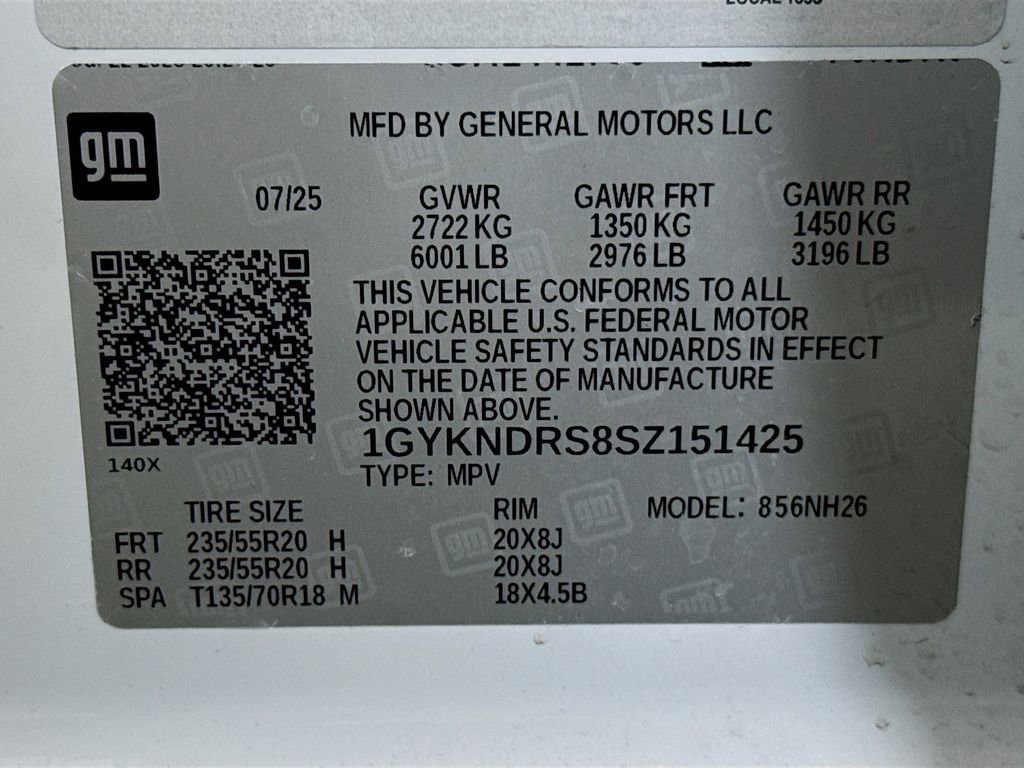 LOCAL 1853
MFD BY GENERAL MOTORS LLC
gm
07/25 GVWR GAWR FRT GAWR RR
2722 KG 1350 KG 1450 KG
6001 LB 2976 LB 3196 LB
THIS VEHICLE CONFORMS TO ALL
APPLICABLE U.S. FEDERAL MOTOR
VEHICLE SAFETY STANDARDS IN EFFECT
ON THE DATE OF MANUFACTURE
SHOWN ABOVE.
1GYKNDRS8SZ151425
140X
TYPE: MPV
TIRE SIZE RIM MODEL: 856NH26
FRT 235/55R20 H 20X8J
RR 235/55R20 H 20X8J
SPA T135/70R18 M 18X4.5B